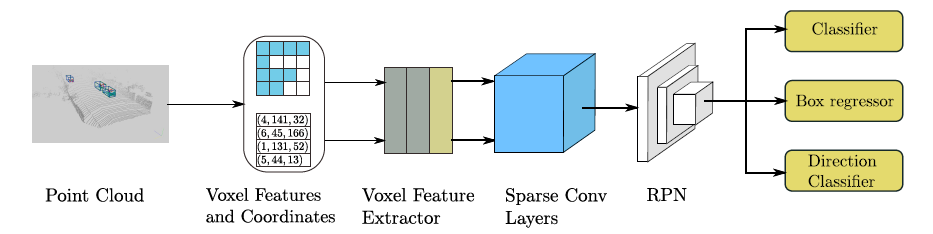 Classifier
(4, 141, 32)
(6, 45, 166)
(1, 131, 52)
(5, 44, 13)
Box regressor
Direction
Classifier
Point Cloud
Voxel Features
and Coordinates
Voxel Feature
Extractor
Sparse Conv
Layers
RPN